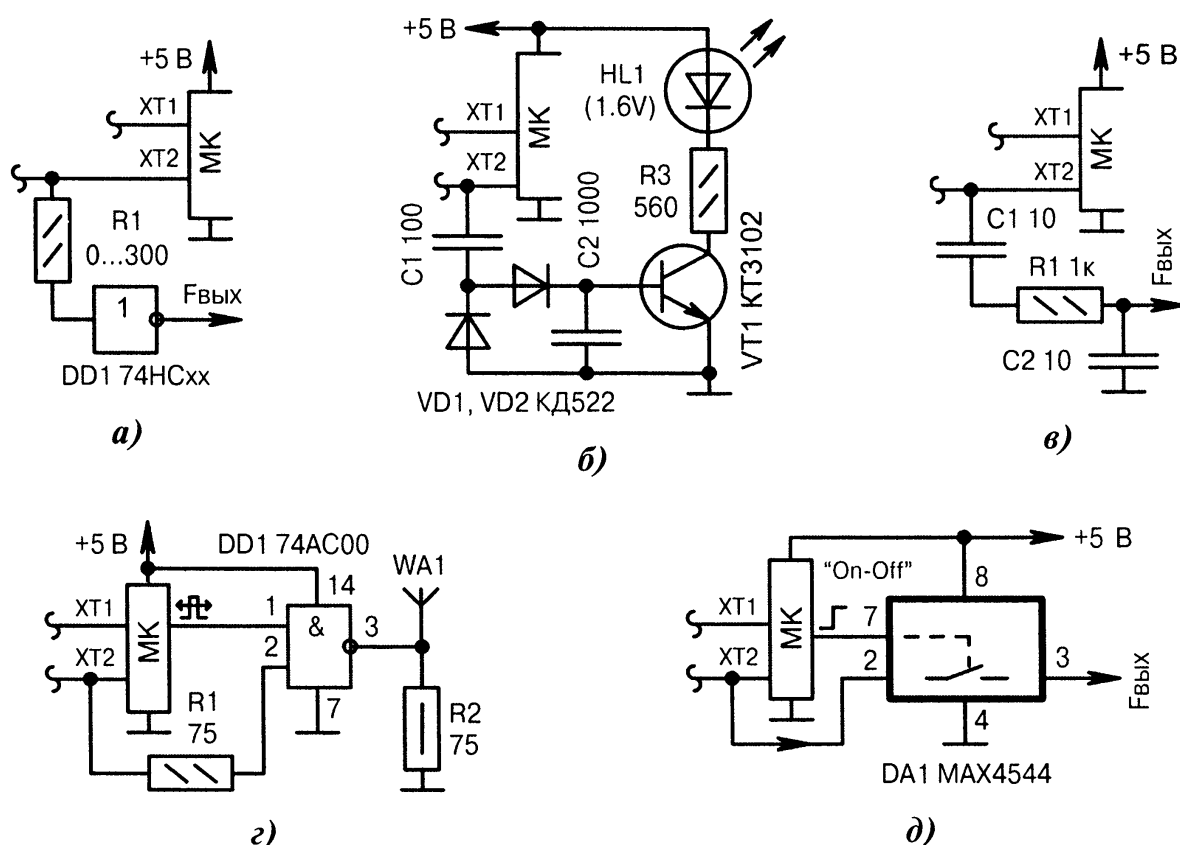 +5 В
XT1
XT2
МК
R1
0...300
1
Fвых
DD1 74HCxx
а)
+5 В
XT1
XT2
МК
HL1
(1.6V)
R3
560
C1 100
C2 1000
VT1 КТ3102
VD1, VD2 КД522
б)
+5 В
XT1
XT2
МК
C1 10
R1 1к
Fвых
C2 10
в)
+5 В
DD1 74AC00
XT1
XT2
МК
1
2
&
14
3
7
WA1
R1
75
R2
75
г)
+5 В
"On-Off"
XT1
XT2
МК
7
2
8
3
4
Fвых
DA1 MAX4544
д)